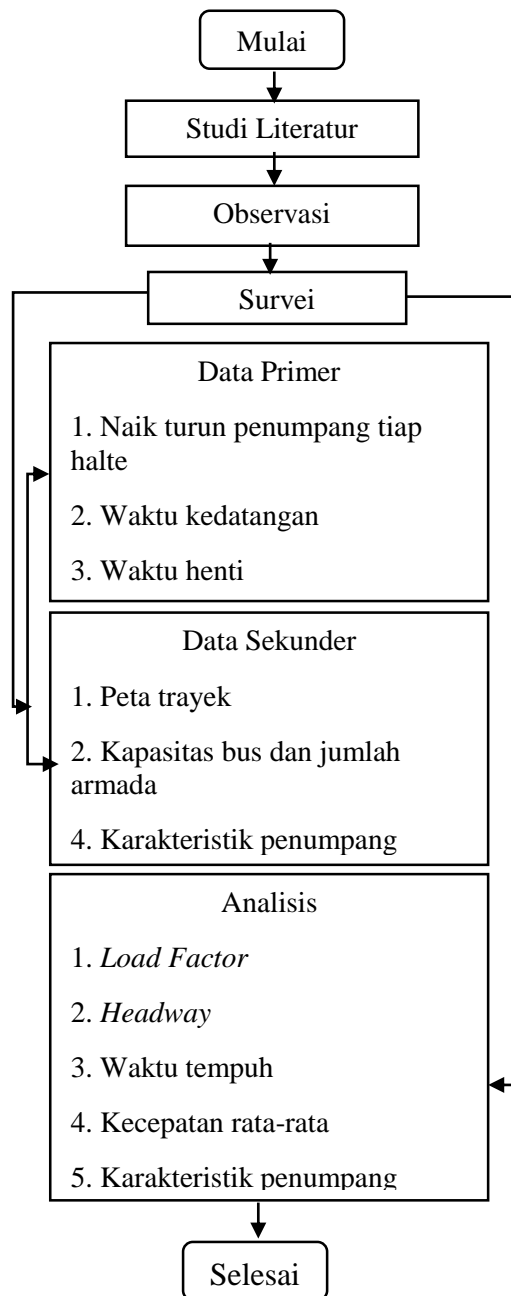 Mulai
Studi Literatur
Observasi
Survei
Data Primer
1. Naik turun penumpang tiap
halte
2. Waktu kedatangan
3. Waktu henti
Data Sekunder
1. Peta trayek
2. Kapasitas bus dan jumlah
armada
4. Karakteristik penumpang
Analisis
1. Load Factor
2. Headway
3. Waktu tempuh
4. Kecepatan rata-rata
5. Karakteristik penumpang
Selesai